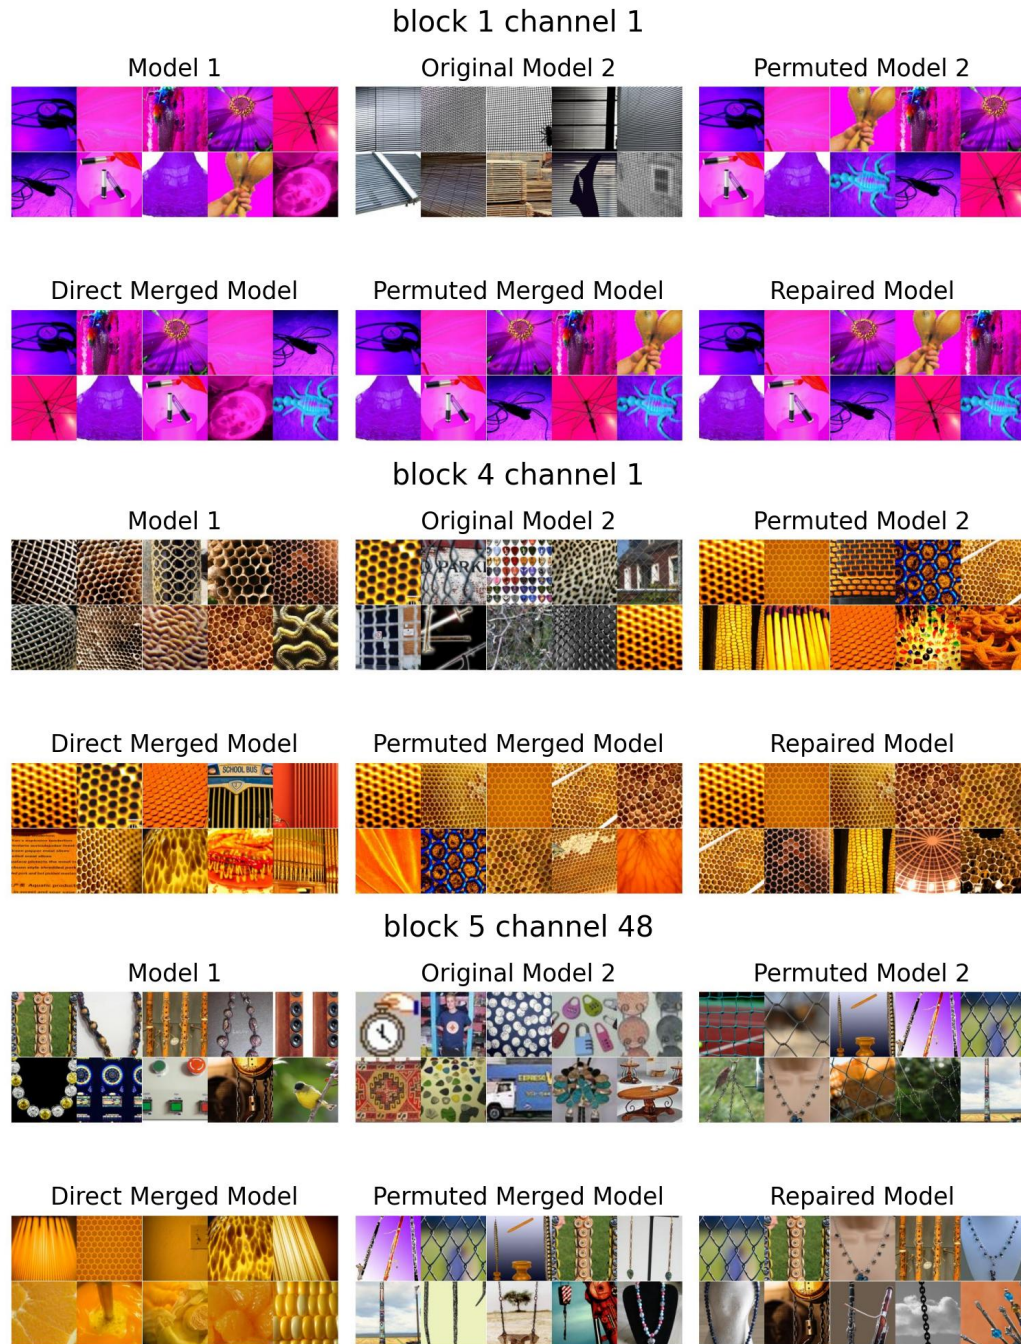 block 1 channel 1
Model 1
Original Model 2
Permuted Model 2
Direct Merged Model
Permuted Merged Model
Repaired Model
block 4 channel 1
Model 1
Original Model 2
Permuted Model 2
PARK
Direct Merged Model
Permuted Merged Model
Repaired Model
SCHOOL BUS
block 5 channel 48
Model 1
Original Model 2
Permuted Model 2
Direct Merged Model
Permuted Merged Model
Repaired Model